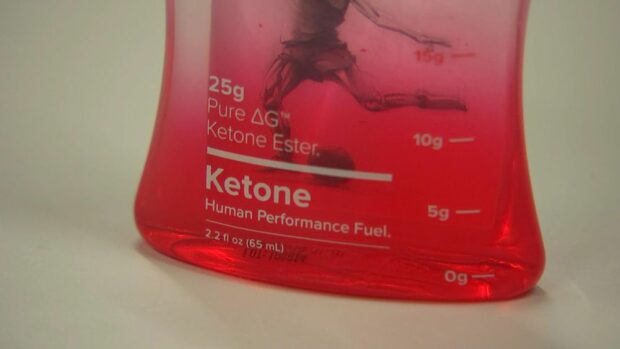 25g
Pure ΔG™
Ketone Ester.
Ketone
Human Performance Fuel.
2.2 fl oz (65 mL)
15g
10g
5g
0g